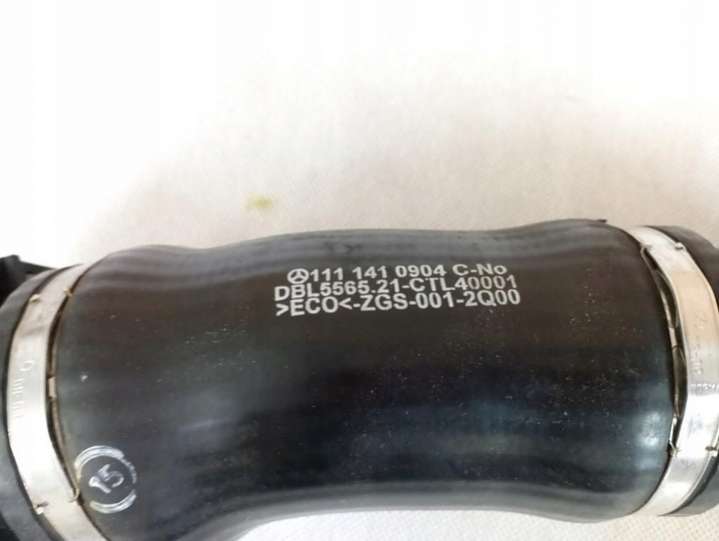 111 141 0904 C-No
DBL5565.21-CTL40001
>ECO<-ZGS-001-2Q00
15